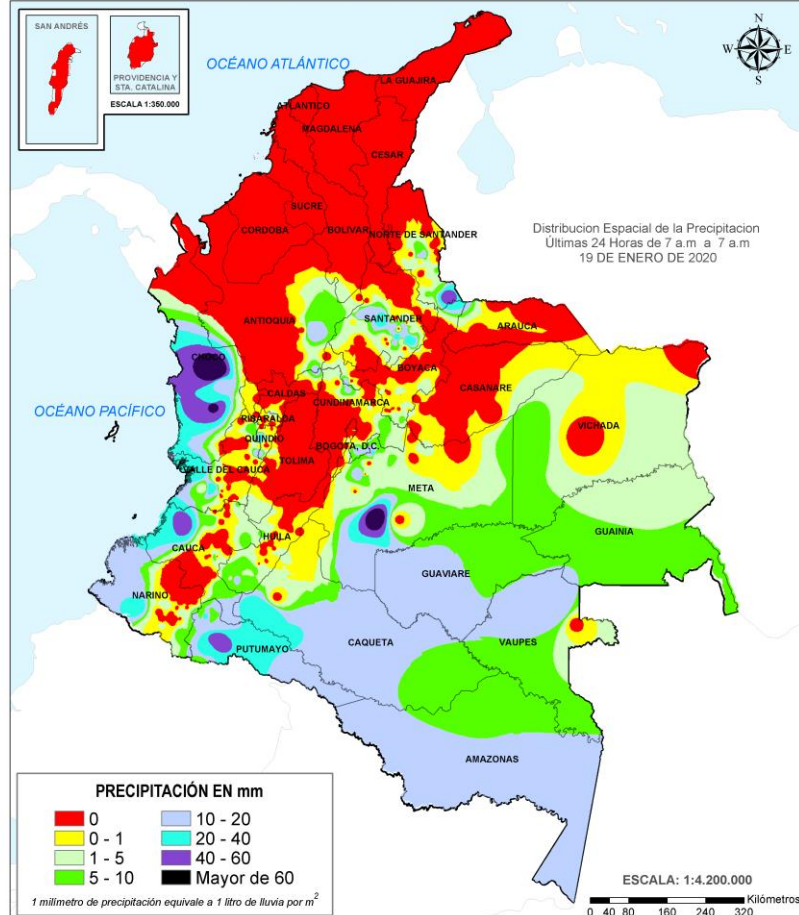 SAN ANDRÉS
PROVIDENCIA Y
STA. CATALINA
ESCALA 1:350.000
OCÉANO ATLÁNTICO
N
W E
S
LA GUAJIRA
ATLANTICO
MAGDALENA
CESAR
SUCRE
CORDOBA
BOLIVAR
NORTE DE SANTANDER
Distribucion Espacial de la Precipitacion
Últimas 24 Horas de 7 a.m a 7 a.m
19 DE ENERO DE 2020
ANTIOQUIA
SANTANDER
ARAUCA
CHOCO
BOYACA
CASANARE
CALDAS
CUNDINAMARCA
OCÉANO PACÍFICO
RISARALDA
VICHADA
QUINDIO
BOGOTA, D.C.
TOLIMA
VALLE DEL CAUCA
META
GUAINIA
HUILA
CAUCA
GUAVIARE
NARIÑO
CAQUETA
VAUPES
PUTUMAYO
AMAZONAS
PRECIPITACIÓN EN mm
0
0 - 1
1 - 5
5 - 10
10 - 20
20 - 40
40 - 60
Mayor de 60
1 milímetro de precipitación equivale a 1 litro de lluvia por m²
ESCALA: 1:4.200.000
Kilómetros
0 40 80 160 240 320